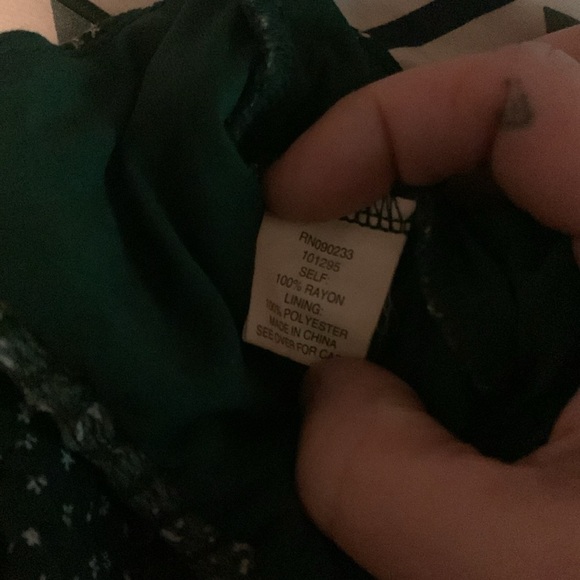 RN090233
101295
SELF:
100% RAYON
LINING:
100% POLYESTER
MADE IN CHINA
SEE OVER FOR